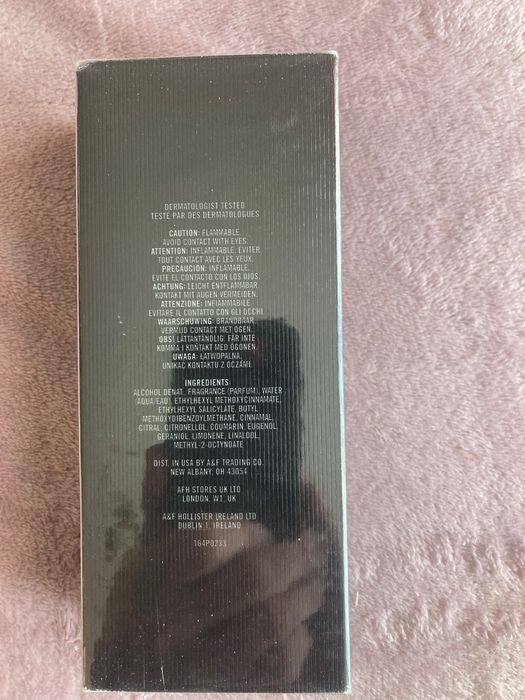 DERMATOLOGIST TESTED
TESTE PAR DES DERMATOLOGUES
CAUTION: FLAMMABLE,
AVOID CONTACT WITH EYES.
ATTENTION: INFLAMMABLE, EVITER
TOUT CONTACT AVEC LES YEUX.
PRECAUCIÓN: INFLAMABLE,
EVITE EL CONTACTO CON LOS OJOS.
ACHTUNG: LEICHT ENTFLAMMBAR,
KONTAKT MIT AUGEN VERMEIDEN.
ATTENZIONE: INFIAMMABILE,
EVITARE IL CONTATTO CON GLI OCCHI.
WAARSCHUWING: BRANDBAAR,
VERMIJD CONTACT MET OGEN.
OBS! LÄTTANTÄNDLIG: FÅR INTE
KOMMA I KONTAKT MED ÖGONEN.
UWAGA: ŁATWOPALNA,
UNIKAĆ KONTAKTU Z OCZAMI.
INGREDIENTS:
ALCOHOL DENAT., FRAGRANCE (PARFUM), WATER
(AQUA/EAU), ETHYLHEXYL METHOXYCINNAMATE,
ETHYLHEXYL SALICYLATE, BUTYL
METHOXYDIBENZOYLMETHANE, CINNAMAL,
CITRAL, CITRONELLOL, COUMARIN, EUGENOL,
GERANIOL, LIMONENE, LINALOOL,
METHYL-2-OCTYNOATE
DIST. IN USA BY A&F TRADING CO.
NEW ALBANY, OH 43054
AFH STORES UK LTD
LONDON, W1, UK
A&F HOLLISTER IRELAND LTD
DUBLIN 1, IRELAND
164P0233